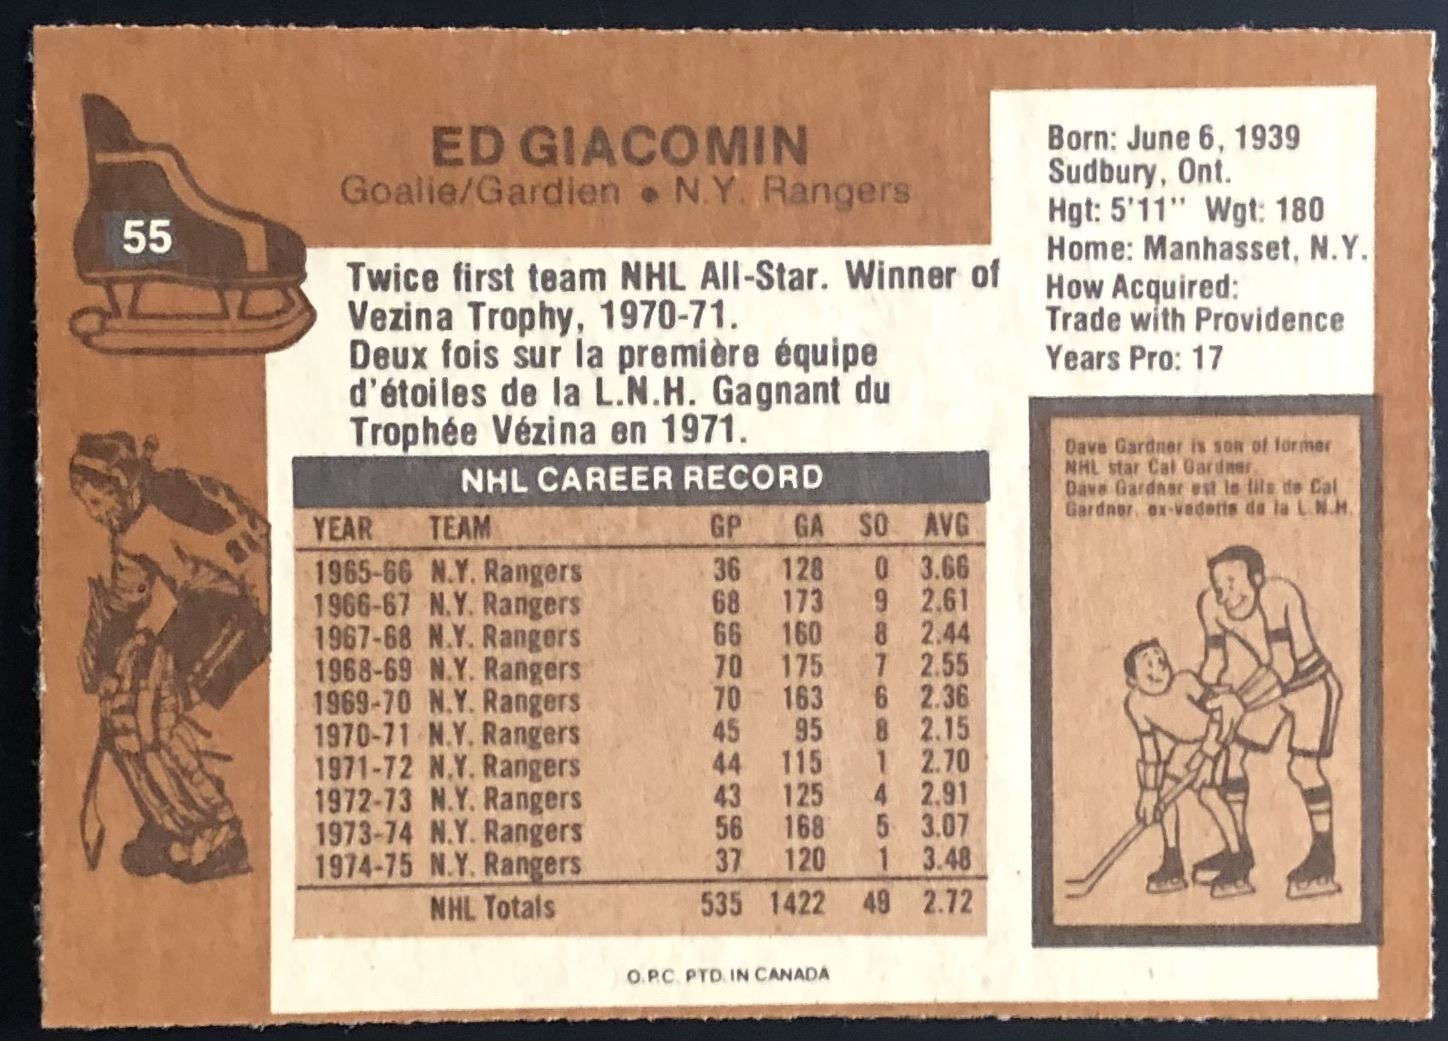 ED GIACOMIN
Goalie/Gardien • N.Y. Rangers
55
Born: June 6, 1939
Sudbury, Ont.
Hgt: 5'11" Wgt: 180
Home: Manhasset, N.Y.
How Acquired:
Trade with Providence
Years Pro: 17
Twice first team NHL All-Star. Winner of
Vezina Trophy, 1970-71.
Deux fois sur la première équipe
d'étoiles de la L.N.H. Gagnant du
Trophée Vézina en 1971.
NHL CAREER RECORD
YEAR TEAM GP GA SO AVG
1965-66 N.Y. Rangers 36 128 0 3.66
1966-67 N.Y. Rangers 68 173 9 2.61
1967-68 N.Y. Rangers 66 160 8 2.44
1968-69 N.Y. Rangers 70 175 7 2.55
1969-70 N.Y. Rangers 70 163 6 2.36
1970-71 N.Y. Rangers 45 95 8 2.15
1971-72 N.Y. Rangers 44 115 1 2.70
1972-73 N.Y. Rangers 43 125 4 2.91
1973-74 N.Y. Rangers 56 168 5 3.07
1974-75 N.Y. Rangers 37 120 1 3.48
NHL Totals 535 1422 49 2.72
Dave Gardner is son of former
NHL star Cal Gardner.
Dave Gardner est le fils de Cal
Gardner, ex-vedette de la L.N.H.
O.P.C. PTD. IN CANADA